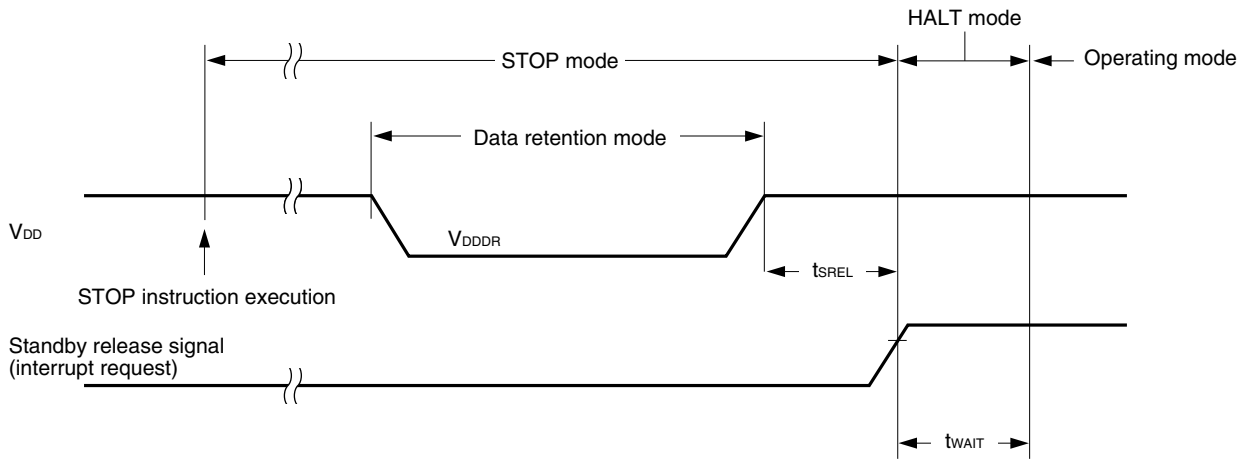 HALT mode
STOP mode
Operating mode
Data retention mode
VDD
VDDDR
tSREL
STOP instruction execution
Standby release signal
(interrupt request)
tWAIT